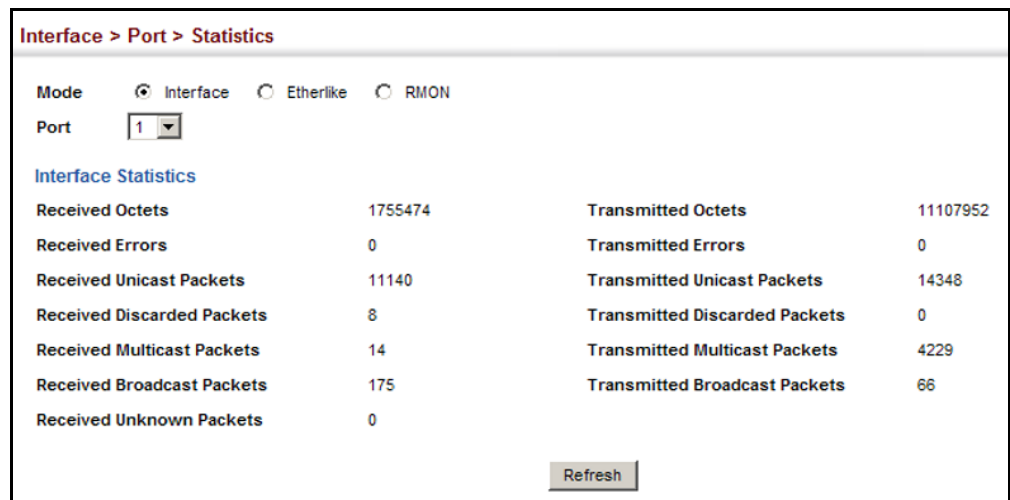 Interface > Port > Statistics
Mode Interface Etherlike RMON
Port 1
Interface Statistics
Received Octets 1755474 Transmitted Octets 11107952
Received Errors 0 Transmitted Errors 0
Received Unicast Packets 11140 Transmitted Unicast Packets 14348
Received Discarded Packets 8 Transmitted Discarded Packets 0
Received Multicast Packets 14 Transmitted Multicast Packets 4229
Received Broadcast Packets 175 Transmitted Broadcast Packets 66
Received Unknown Packets 0
Refresh